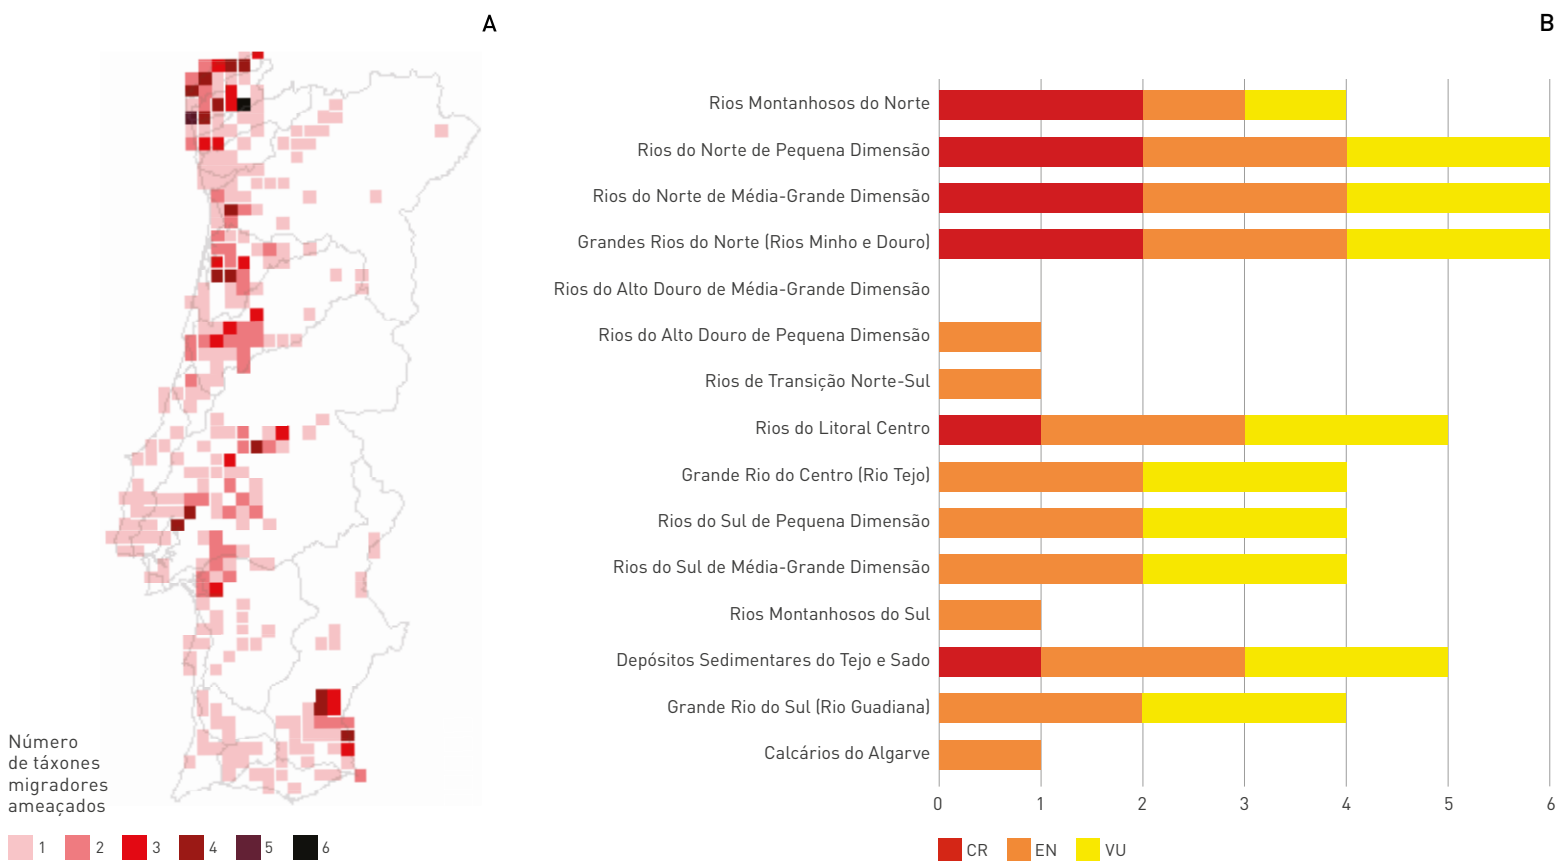 A
Número
de táxones
migradores
ameaçados
1 2 3 4 5 6
B
Rios Montanhosos do Norte
Rios do Norte de Pequena Dimensão
Rios do Norte de Média-Grande Dimensão
Grandes Rios do Norte (Rios Minho e Douro)
Rios do Alto Douro de Média-Grande Dimensão
Rios do Alto Douro de Pequena Dimensão
Rios de Transição Norte-Sul
Rios do Litoral Centro
Grande Rio do Centro (Rio Tejo)
Rios do Sul de Pequena Dimensão
Rios do Sul de Média-Grande Dimensão
Rios Montanhosos do Sul
Depósitos Sedimentares do Tejo e Sado
Grande Rio do Sul (Rio Guadiana)
Calcários do Algarve
0 1 2 3 4 5 6
CR EN VU